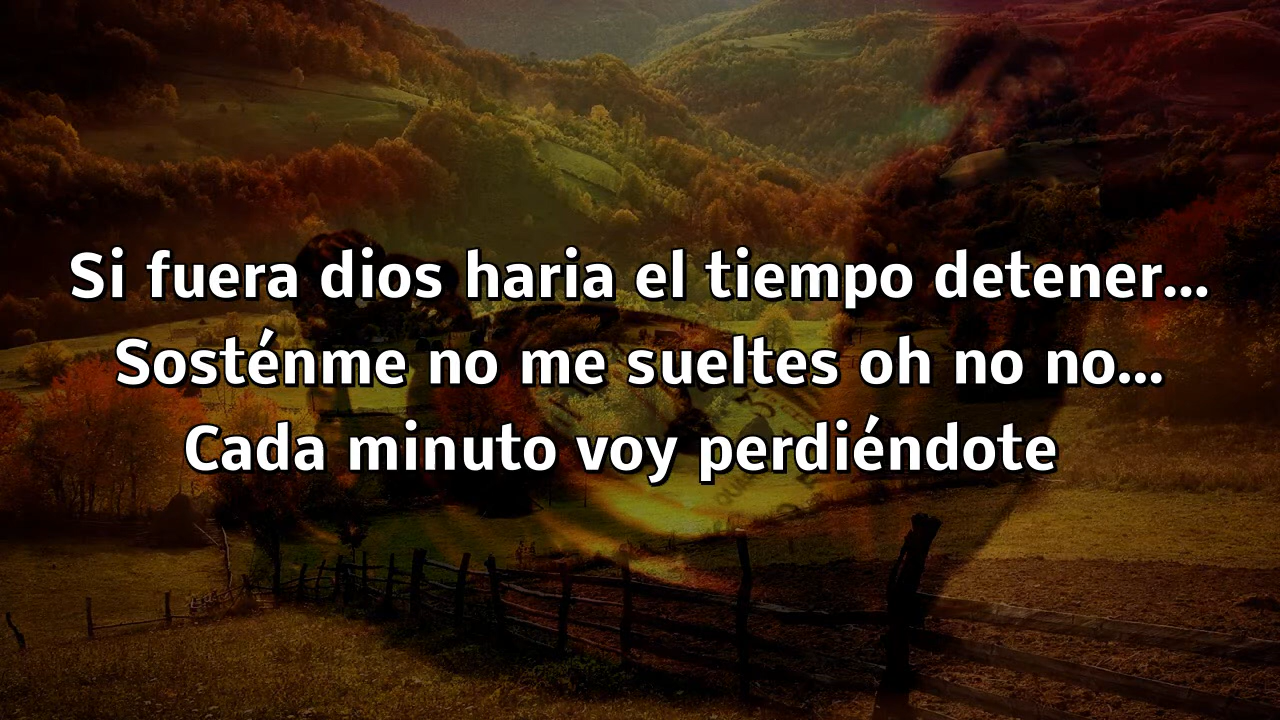 Si fuera dios haria el tiempo detener...
Sosténme no me sueltes oh no no...
Cada minuto voy perdiéndote